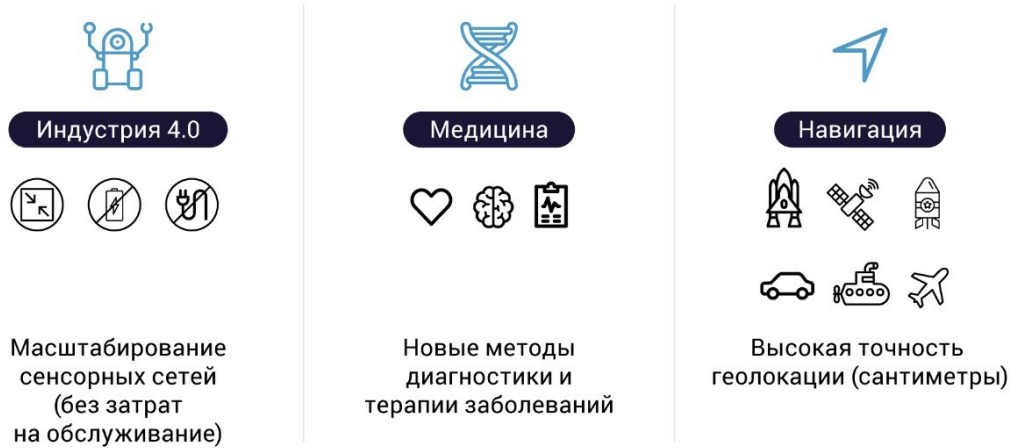 Индустрия 4.0
Масштабирование
сенсорных сетей
(без затрат
на обслуживание)
Медицина
Новые методы
диагностики и
терапии заболеваний
Навигация
Высокая точность
геолокации (сантиметры)